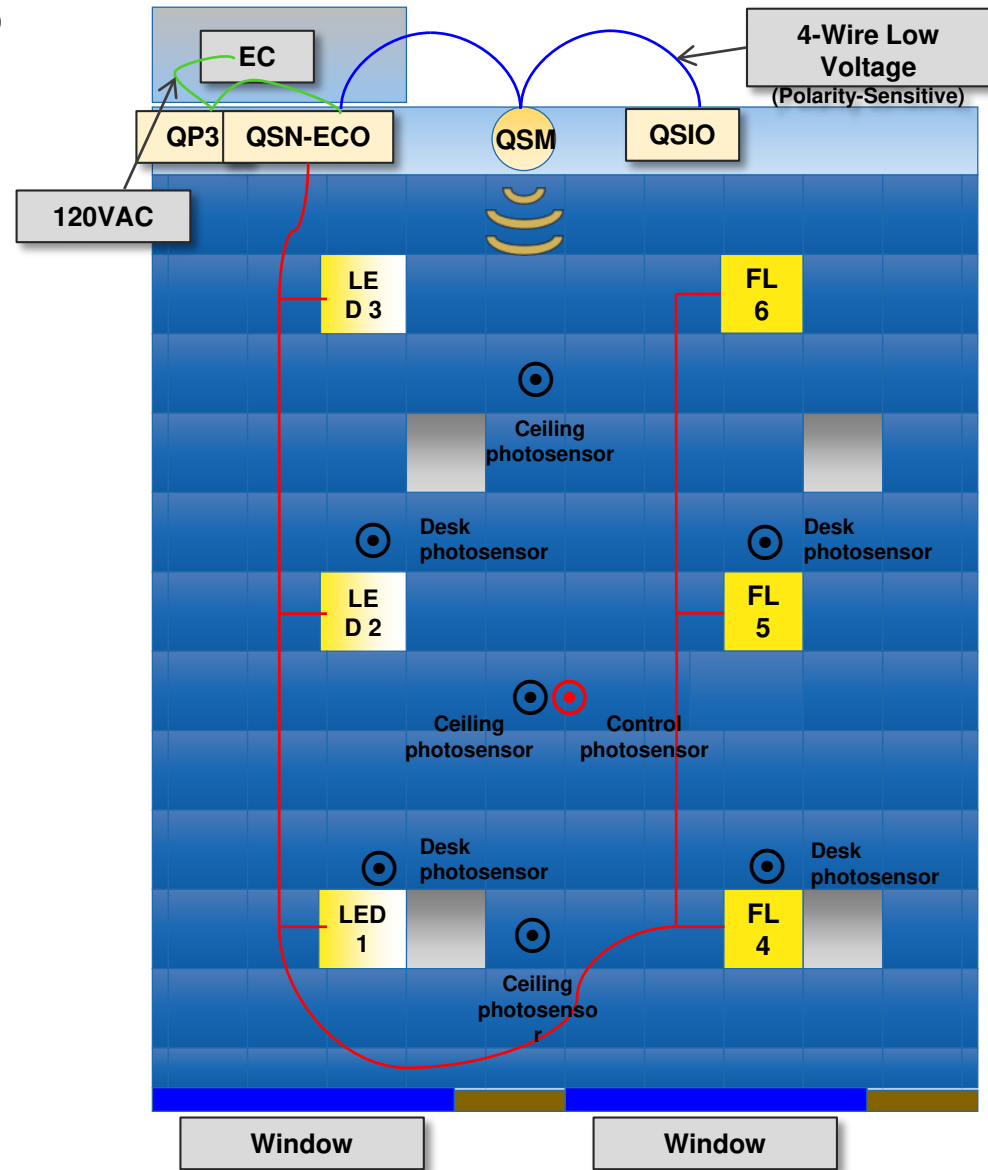 )
EC
4-Wire Low
Voltage
(Polarity-Sensitive)
QP3
QSN-ECO
QSM
QSIO
120VAC
LE
D 3
FL
6
Ceiling
photosensor
Desk
photosensor
Desk
photosensor
LE
D 2
FL
5
Ceiling
photosensor
Control
photosensor
Desk
photosensor
Desk
photosensor
LED
1
FL
4
Ceiling
photosenso
r
Window
Window